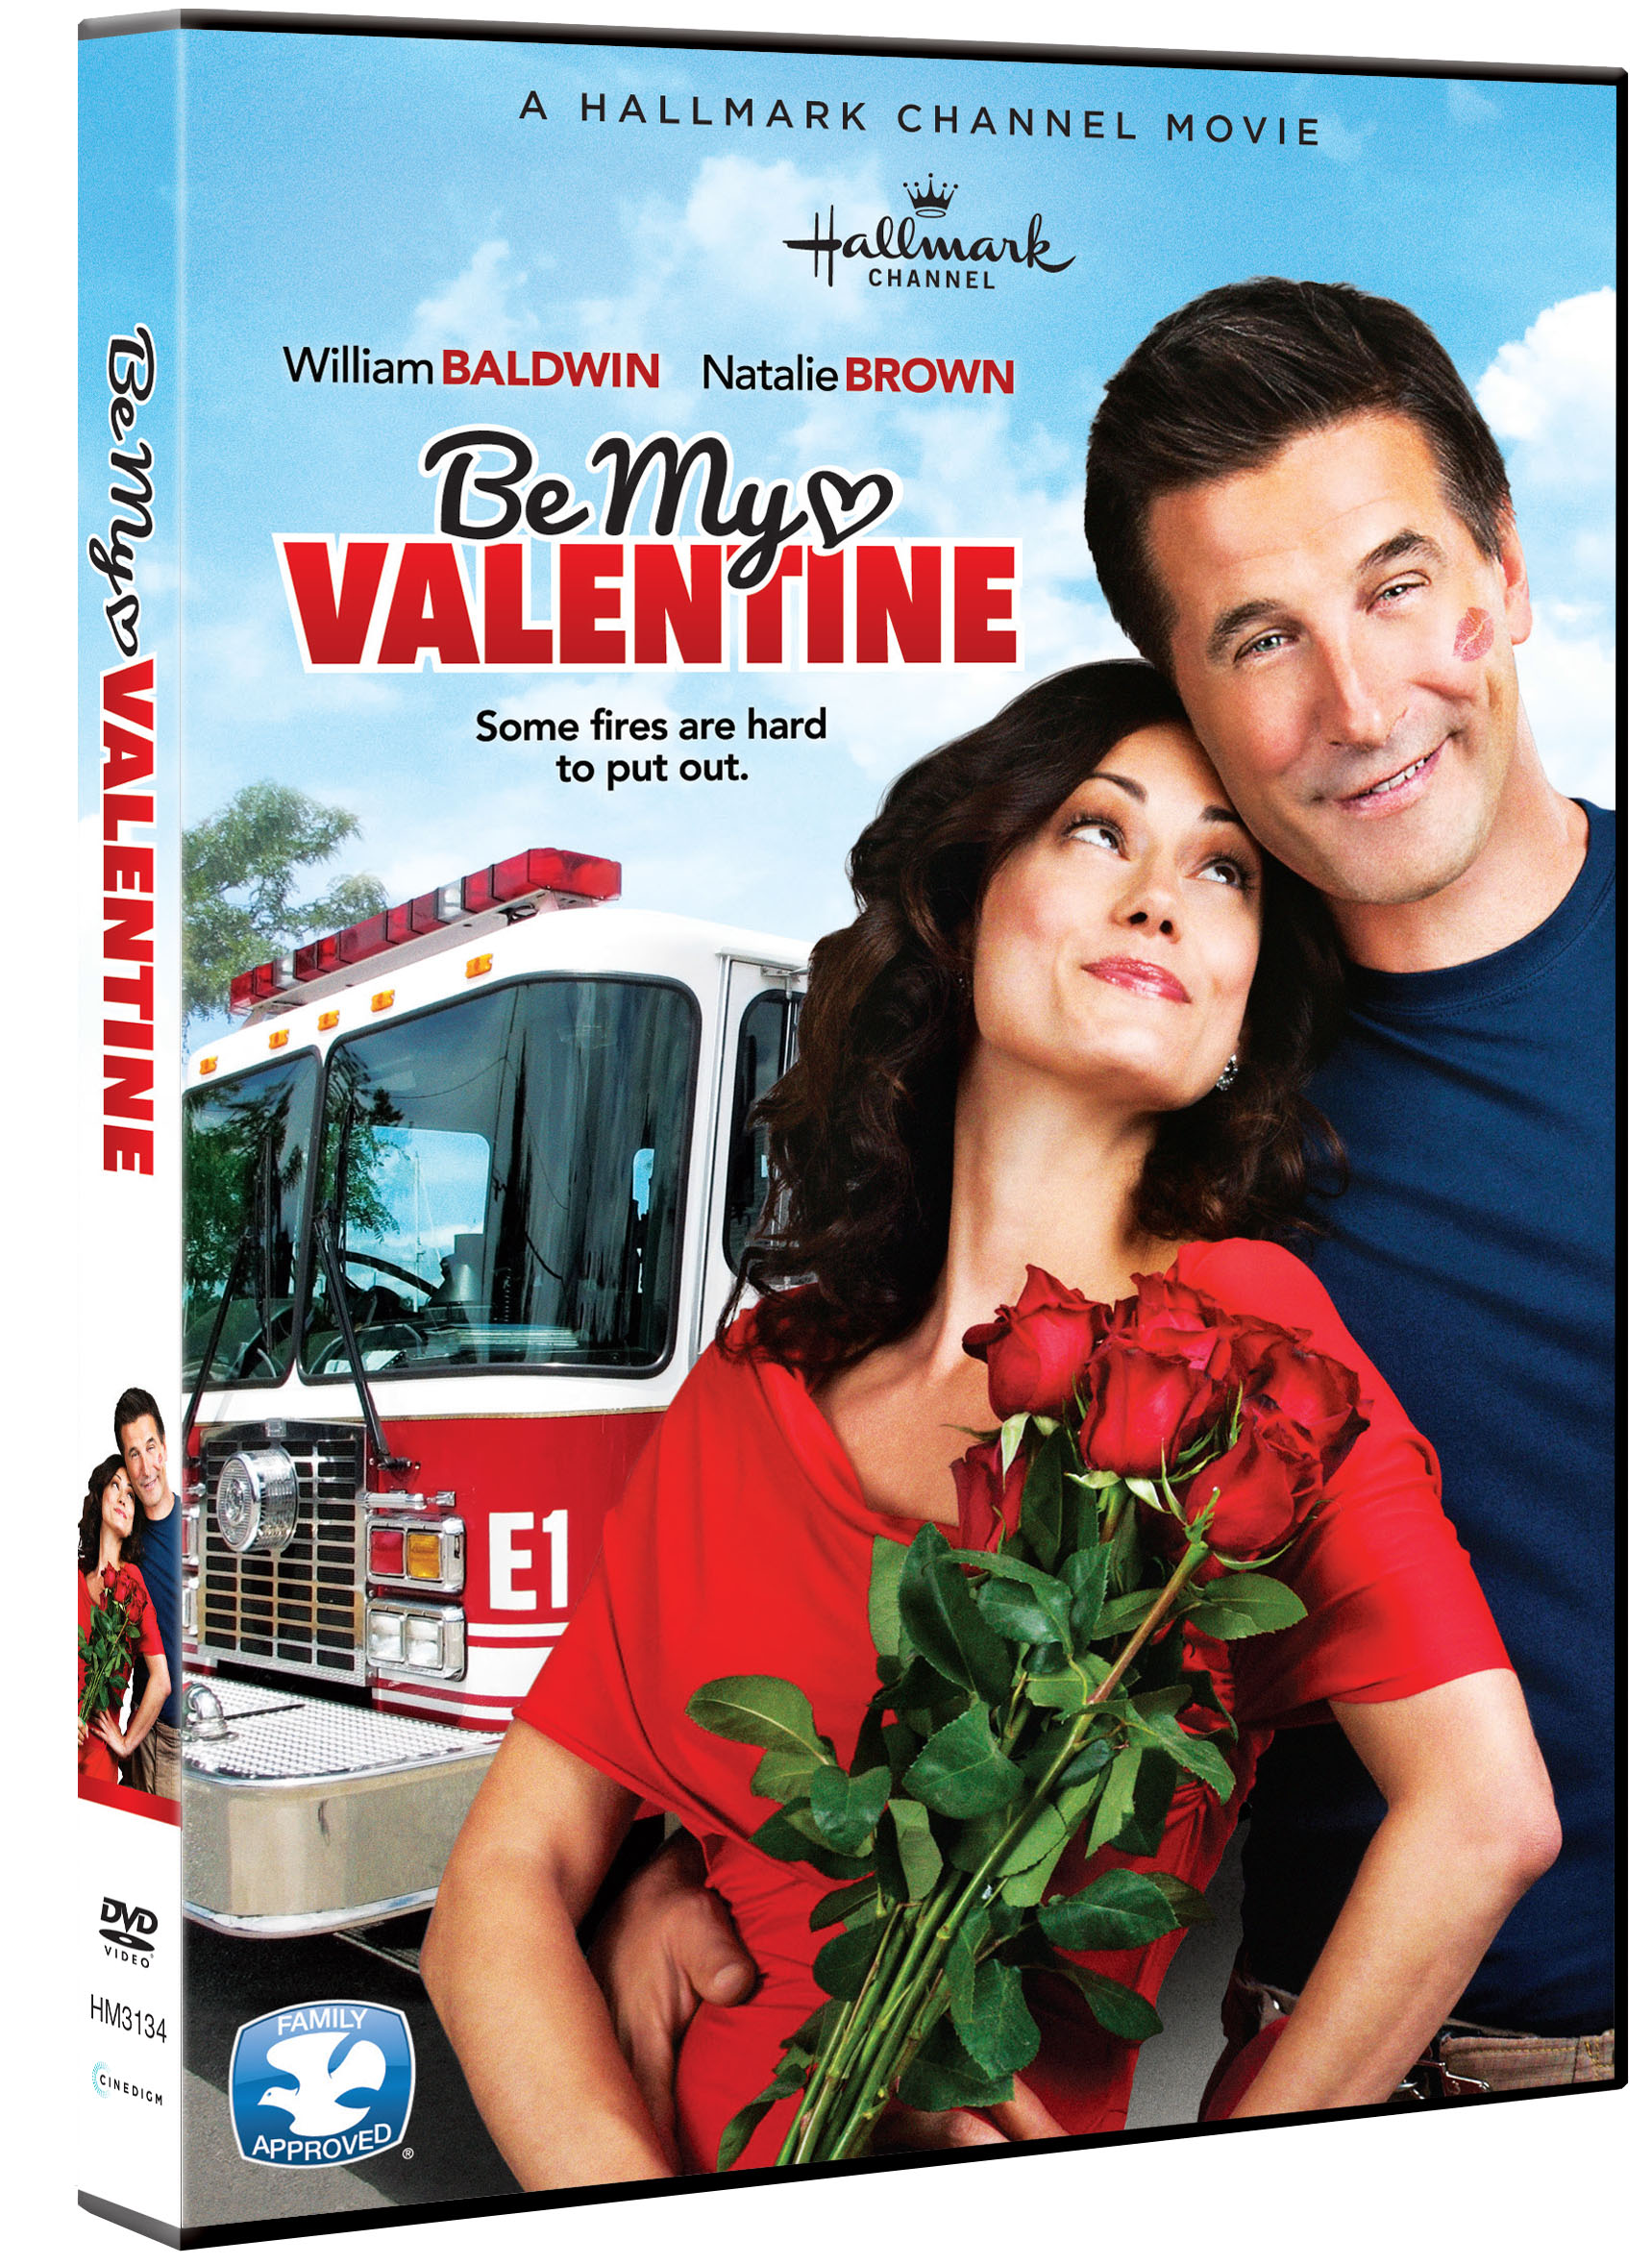 A HALLMARK CHANNEL MOVIE
Hallmark
CHANNEL
William BALDWIN Natalie BROWN
Be My
VALENTINE
Some fires are hard
to put out.
E1
FAMILY
APPROVED
®
Be My VALENTINE
DVD
VIDEO
HM3134
CINEDIGM